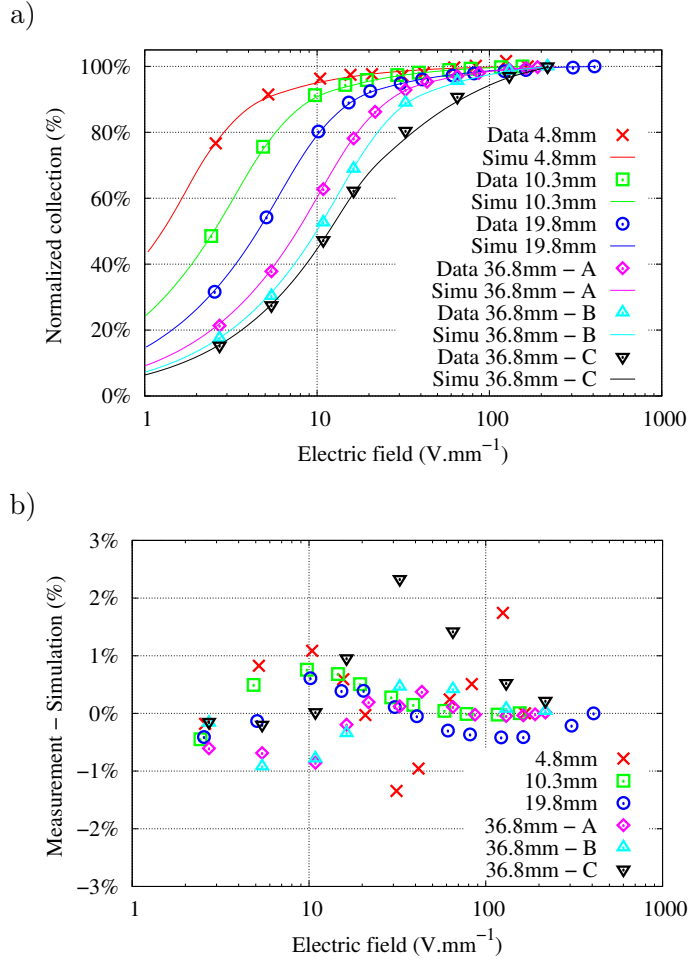 a)
100%
80%
60%
40%
20%
0%
Normalized collection (%)
Data 4.8mm
Simu 4.8mm
Data 10.3mm
Simu 10.3mm
Data 19.8mm
Simu 19.8mm
Data 36.8mm − A
Simu 36.8mm − A
Data 36.8mm − B
Simu 36.8mm − B
Data 36.8mm − C
Simu 36.8mm − C
1 10 100 1000
Electric field (V.mm⁻¹)
b)
3%
2%
1%
0%
−1%
−2%
−3%
Measurement − Simulation (%)
4.8mm
10.3mm
19.8mm
36.8mm − A
36.8mm − B
36.8mm − C
1 10 100 1000
Electric field (V.mm⁻¹)